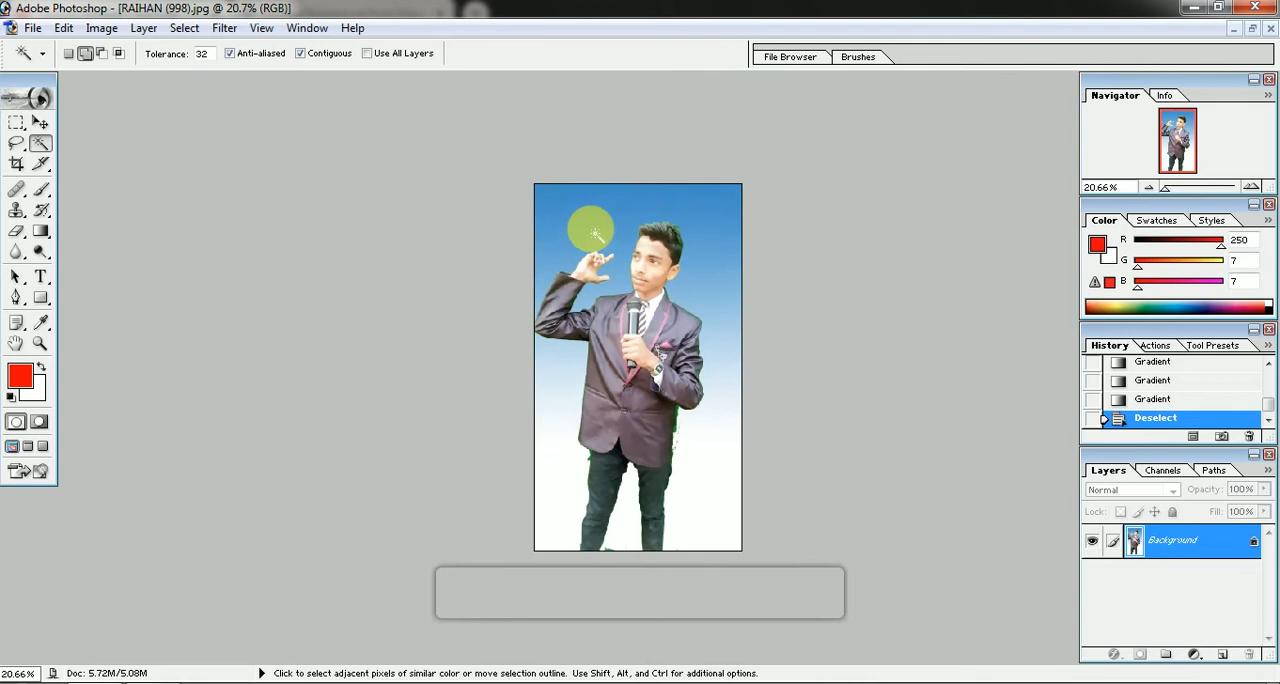 Adobe Photoshop - [RAIHAN (998).jpg @ 20.7% (RGB)]
File Edit Image Layer Select Filter View Window Help
Tolerance: 32 Anti-aliased Contiguous Use All Layers File Browser Brushes
Navigator Info
20.66%
Color Swatches Styles
R 250
G 7
B 7
History Actions Tool Presets
Gradient
Gradient
Gradient
Deselect
Layers Channels Paths
Normal Opacity: 100%
Lock: Fill: 100%
Background
20.66% Doc: 5.72M/5.08M Click to select adjacent pixels of similar color or move selection outline. Use Shift, Alt, and Ctrl for additional options.